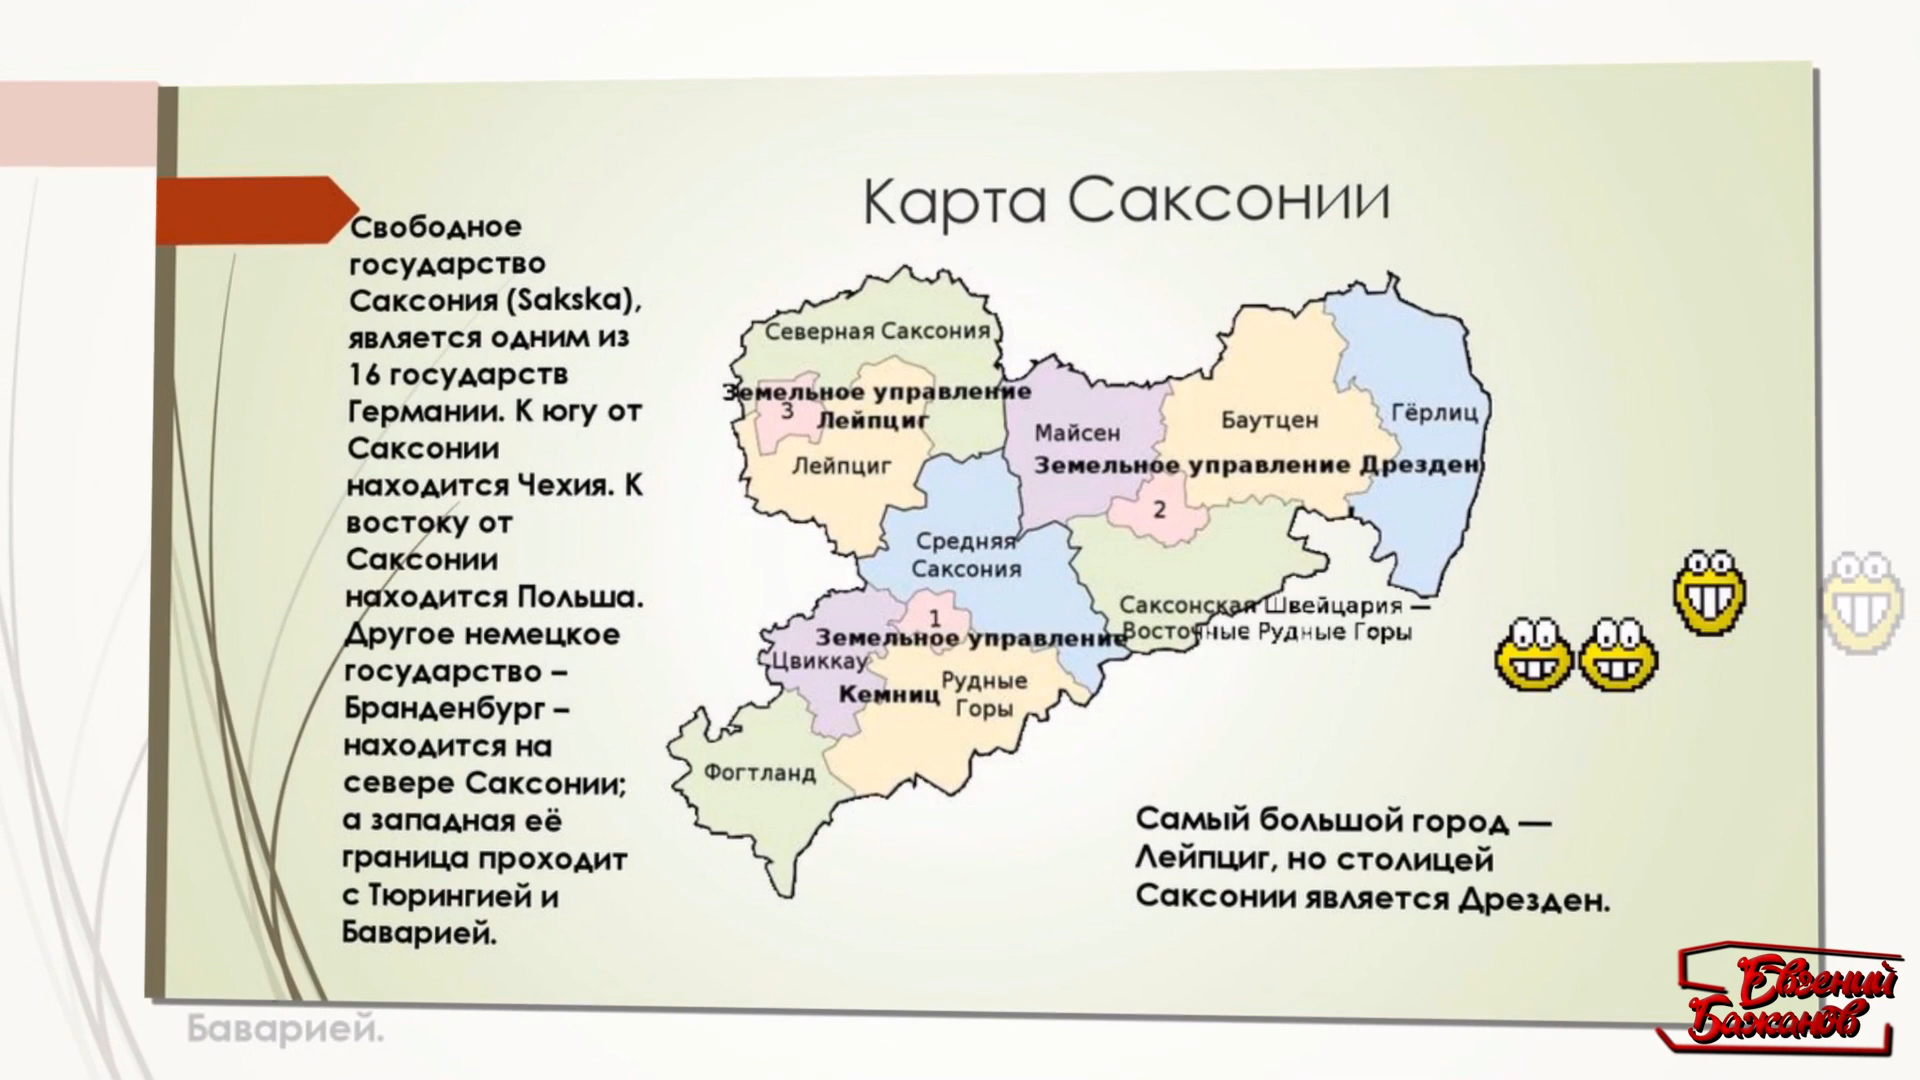 Карта Саксонии
Свободное
государство
Саксония (Sakska),
является одним из
16 государств
Германии. К югу от
Саксонии
находится Чехия. К
востоку от
Саксонии
находится Польша.
Другое немецкое
государство –
Бранденбург –
находится на
севере Саксонии;
а западная её
граница проходит
с Тюрингией и
Баварией.
Северная Саксония
Земельное управление
3
Лейпциг
Лейпциг
Майсен
Баутцен
Гёрлиц
Земельное управление Дрезден
2
Средняя
Саксония
Саксонская Швейцария —
Восточные Рудные Горы
1
Земельное управление
Цвиккау
Кемниц
Рудные
Горы
Фогтланд
Самый большой город —
Лейпциг, но столицей
Саксонии является Дрезден.
Баварией.
Евгений
Бажанов